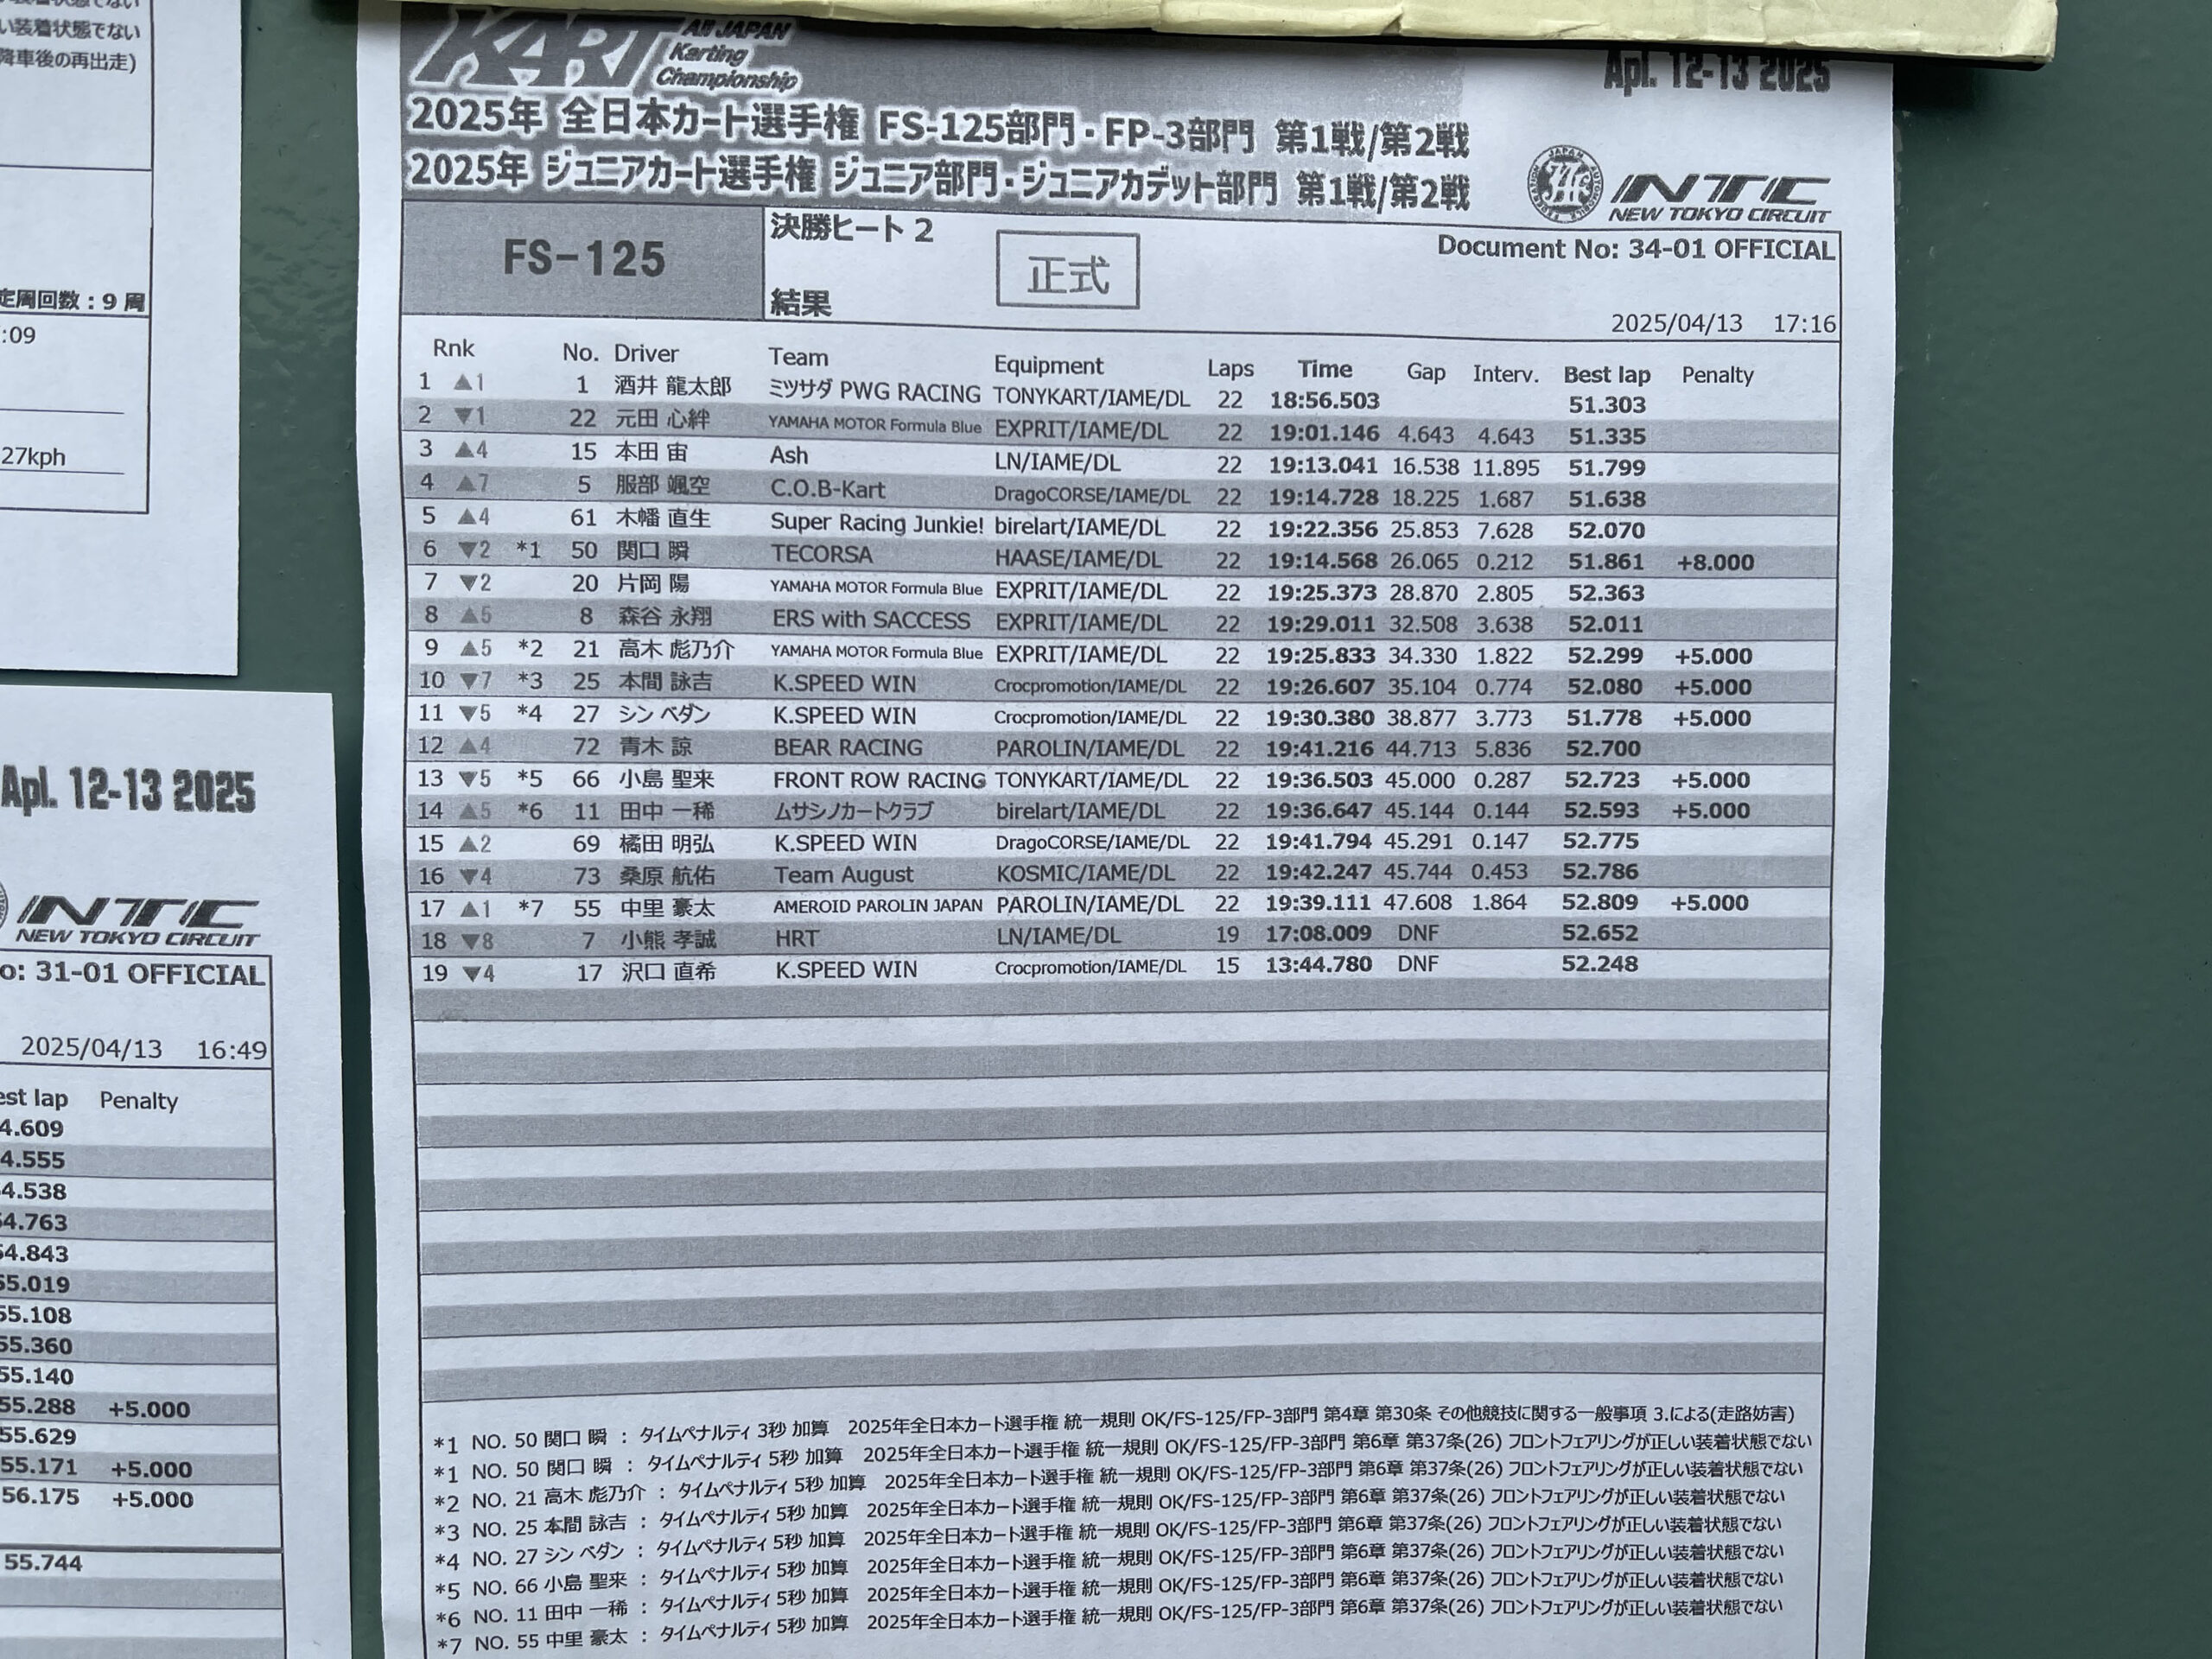 KART All JAPAN Karting Championship
Apl. 12-13 2025
2025年 全日本カート選手権 FS-125部門・FP-3部門 第1戦/第2戦
2025年 ジュニアカート選手権 ジュニア部門・ジュニアカデット部門 第1戦/第2戦
NTC
NEW TOKYO CIRCUIT
FS-125
決勝ヒート 2
結果
正式
Document No: 34-01 OFFICIAL
2025/04/13 17:16
Rnk No. Driver Team Equipment Laps Time Gap Interv. Best lap Penalty
1 ▲1 1 酒井 龍太郎 ミツサダ PWG RACING TONYKART/IAME/DL 22 18:56.503 51.303
2 ▼1 22 元田 心絆 YAMAHA MOTOR Formula Blue EXPRIT/IAME/DL 22 19:01.146 4.643 4.643 51.335
3 ▲4 15 本田 宙 Ash LN/IAME/DL 22 19:13.041 16.538 11.895 51.799
4 ▲7 5 服部 颯空 C.O.B-Kart DragoCORSE/IAME/DL 22 19:14.728 18.225 1.687 51.638
5 ▲4 61 木幡 直生 Super Racing Junkie! birelart/IAME/DL 22 19:22.356 25.853 7.628 52.070
6 ▼2 *1 50 関口 瞬 TECORSA HAASE/IAME/DL 22 19:14.568 26.065 0.212 51.861 +8.000
7 ▼2 20 片岡 陽 YAMAHA MOTOR Formula Blue EXPRIT/IAME/DL 22 19:25.373 28.870 2.805 52.363
8 ▲5 8 森谷 永翔 ERS with SACCESS EXPRIT/IAME/DL 22 19:29.011 32.508 3.638 52.011
9 ▲5 *2 21 高木 彪乃介 YAMAHA MOTOR Formula Blue EXPRIT/IAME/DL 22 19:25.833 34.330 1.822 52.299 +5.000
10 ▼7 *3 25 本間 詠吉 K.SPEED WIN Crocpromotion/IAME/DL 22 19:26.607 35.104 0.774 52.080 +5.000
11 ▼5 *4 27 シン ベダン K.SPEED WIN Crocpromotion/IAME/DL 22 19:30.380 38.877 3.773 51.778 +5.000
12 ▲4 72 青木 諒 BEAR RACING PAROLIN/IAME/DL 22 19:41.216 44.713 5.836 52.700
13 ▼5 *5 66 小島 聖来 FRONT ROW RACING TONYKART/IAME/DL 22 19:36.503 45.000 0.287 52.723 +5.000
14 ▲5 *6 11 田中 一稀 ムサシノカートクラブ birelart/IAME/DL 22 19:36.647 45.144 0.144 52.593 +5.000
15 ▲2 69 橘田 明弘 K.SPEED WIN DragoCORSE/IAME/DL 22 19:41.794 45.291 0.147 52.775
16 ▼4 73 桑原 航佑 Team August KOSMIC/IAME/DL 22 19:42.247 45.744 0.453 52.786
17 ▲1 *7 55 中里 豪太 AMEROID PAROLIN JAPAN PAROLIN/IAME/DL 22 19:39.111 47.608 1.864 52.809 +5.000
18 ▼8 7 小熊 孝誠 HRT LN/IAME/DL 19 17:08.009 DNF 52.652
19 ▼4 17 沢口 直希 K.SPEED WIN Crocpromotion/IAME/DL 15 13:44.780 DNF 52.248
*1 NO. 50 関口 瞬 : タイムペナルティ 3秒 加算 2025年全日本カート選手権 統一規則 OK/FS-125/FP-3部門 第4章 第30条 その他競技に関する一般事項 3.による(走路妨害)
*1 NO. 50 関口 瞬 : タイムペナルティ 5秒 加算 2025年全日本カート選手権 統一規則 OK/FS-125/FP-3部門 第6章 第37条(26) フロントフェアリングが正しい装着状態でない
*2 NO. 21 高木 彪乃介 : タイムペナルティ 5秒 加算 2025年全日本カート選手権 統一規則 OK/FS-125/FP-3部門 第6章 第37条(26) フロントフェアリングが正しい装着状態でない
*3 NO. 25 本間 詠吉 : タイムペナルティ 5秒 加算 2025年全日本カート選手権 統一規則 OK/FS-125/FP-3部門 第6章 第37条(26) フロントフェアリングが正しい装着状態でない
*4 NO. 27 シン ベダン : タイムペナルティ 5秒 加算 2025年全日本カート選手権 統一規則 OK/FS-125/FP-3部門 第6章 第37条(26) フロントフェアリングが正しい装着状態でない
*5 NO. 66 小島 聖来 : タイムペナルティ 5秒 加算 2025年全日本カート選手権 統一規則 OK/FS-125/FP-3部門 第6章 第37条(26) フロントフェアリングが正しい装着状態でない
*6 NO. 11 田中 一稀 : タイムペナルティ 5秒 加算 2025年全日本カート選手権 統一規則 OK/FS-125/FP-3部門 第6章 第37条(26) フロントフェアリングが正しい装着状態でない
*7 NO. 55 中里 豪太 : タイムペナルティ 5秒 加算 2025年全日本カート選手権 統一規則 OK/FS-125/FP-3部門 第6章 第37条(26) フロントフェアリングが正しい装着状態でない
い装着状態でない
降車後の再出走)
定周回数 : 9 周
:09
27kph
Apl. 12-13 2025
NTC
NEW TOKYO CIRCUIT
o: 31-01 OFFICIAL
2025/04/13 16:49
est lap Penalty
4.609
4.555
4.538
54.763
54.843
55.019
55.108
55.360
55.140
55.288 +5.000
55.629
55.171 +5.000
56.175 +5.000
55.744